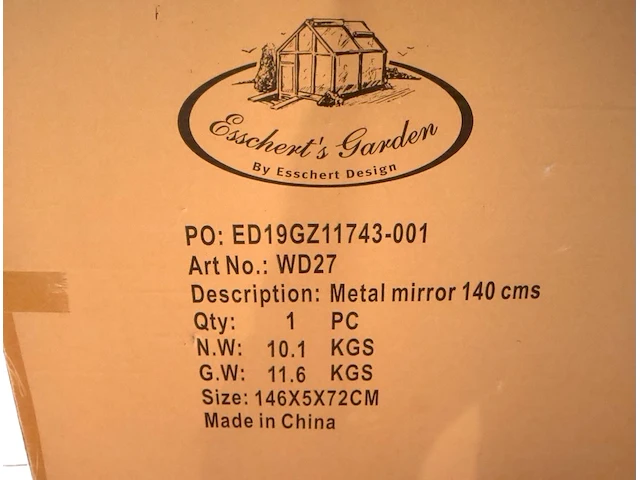 Esschert's Garden
By Esschert Design
PO: ED19GZ11743-001
Art No.: WD27
Description: Metal mirror 140 cms
Qty: 1 PC
N.W: 10.1 KGS
G.W: 11.6 KGS
Size: 146X5X72CM
Made in China